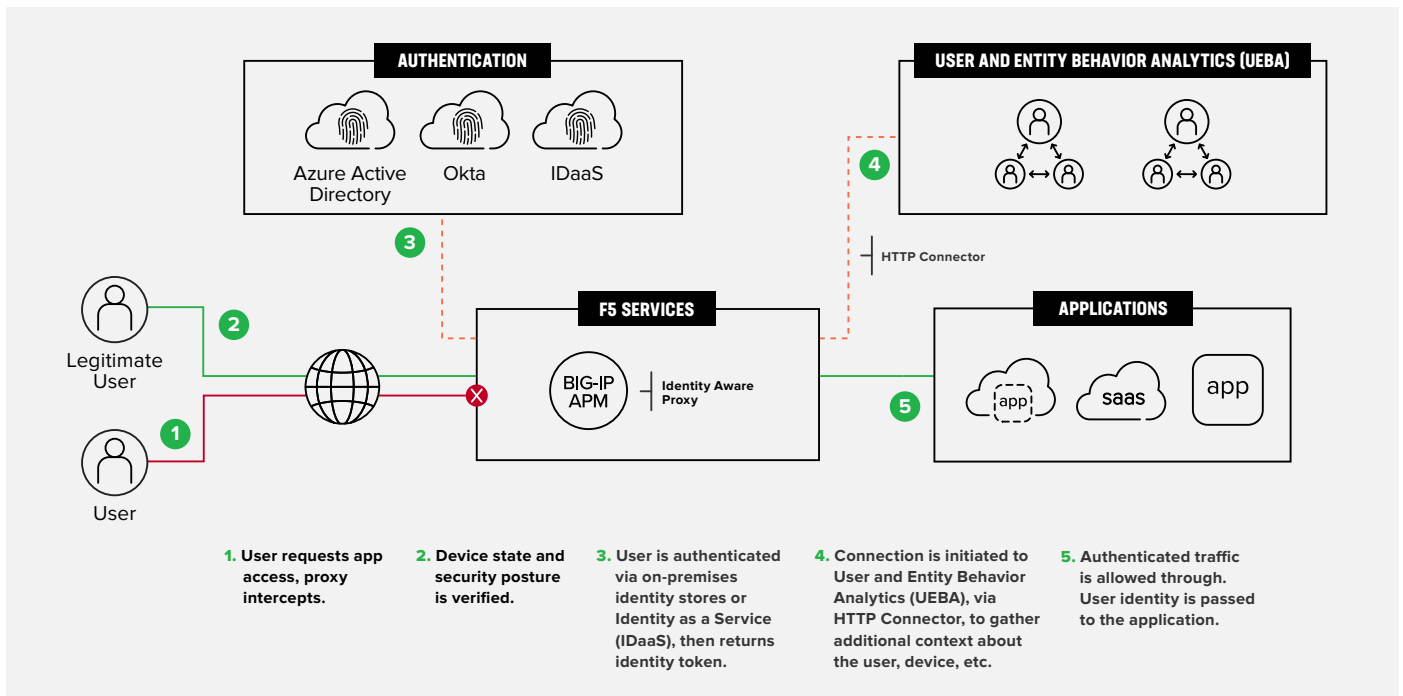 AUTHENTICATION
Azure Active
Directory
Okta
IDaaS
USER AND ENTITY BEHAVIOR ANALYTICS (UEBA)
4
3
HTTP Connector
Legitimate
User
2
F5 SERVICES
BIG-IP
APM
Identity Aware
Proxy
APPLICATIONS
app
saas
app
5
X
1
User
1. User requests app
access, proxy
intercepts.
2. Device state and
security posture
is verified.
3. User is authenticated
via on-premises
identity stores or
Identity as a Service
(IDaaS), then returns
identity token.
4. Connection is initiated to
User and Entity Behavior
Analytics (UEBA), via
HTTP Connector, to gather
additional context about
the user, device, etc.
5. Authenticated traffic
is allowed through.
User identity is passed
to the application.